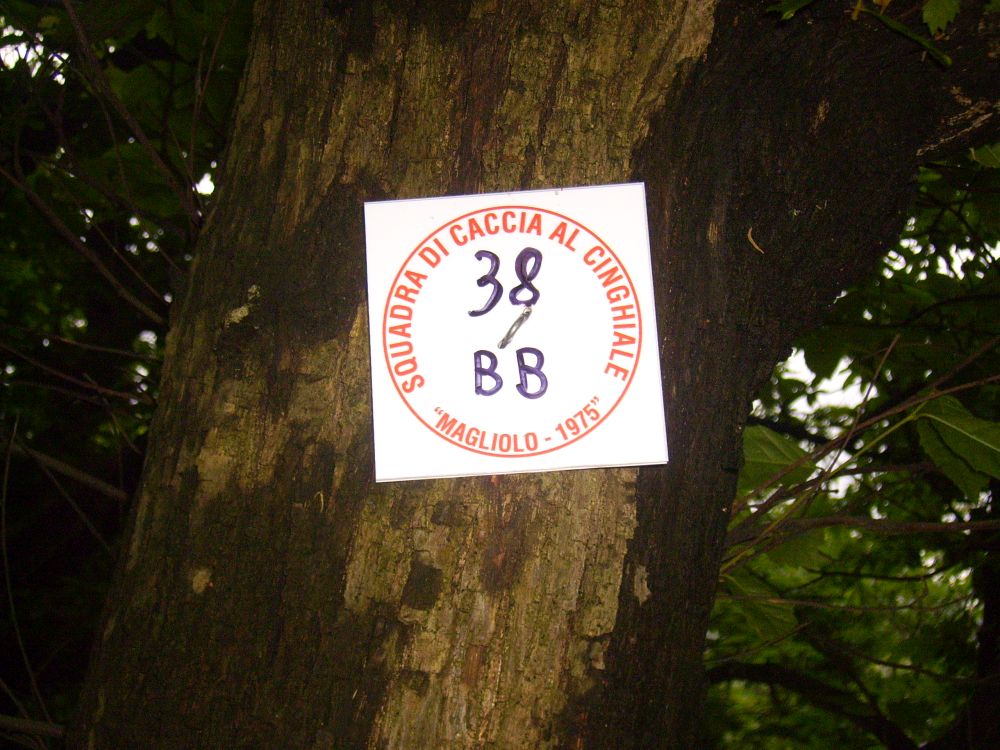 SQUADRA DI CACCIA AL CINGHIALE
38
BB
"MAGLIOLO - 1975"